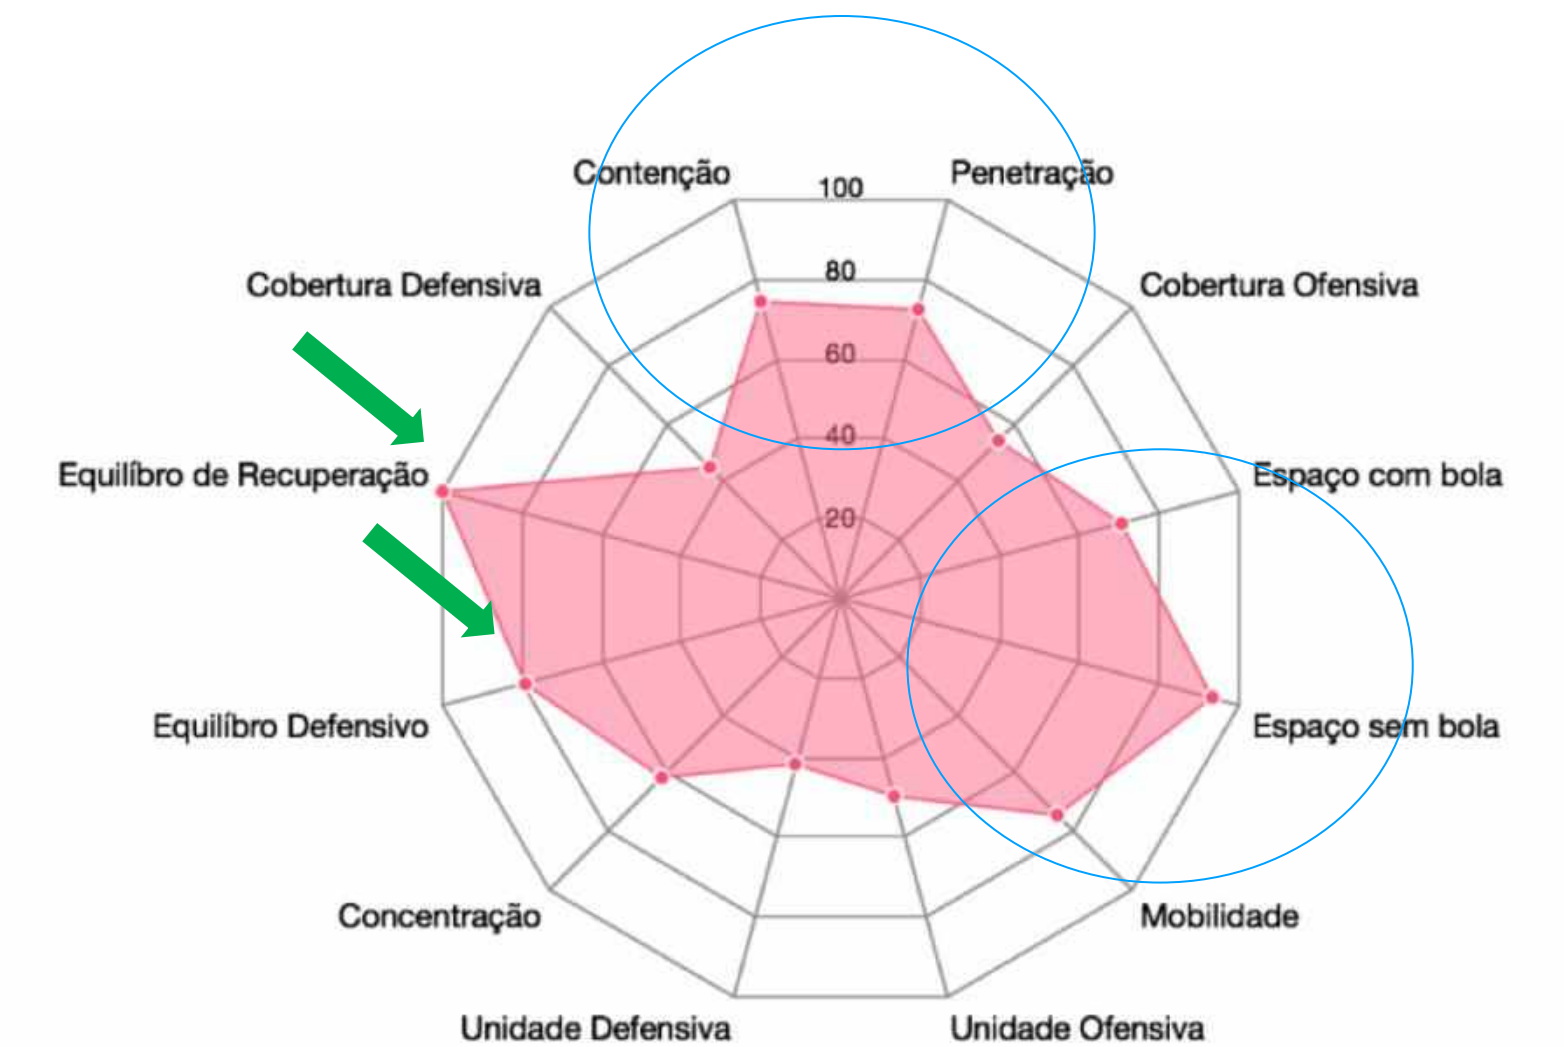 Contenção
Penetração
100
Cobertura Defensiva
80
Cobertura Ofensiva
60
40
Equilíbro de Recuperação
Espaço com bola
20
Equilíbro Defensivo
Espaço sem bola
Concentração
Mobilidade
Unidade Defensiva
Unidade Ofensiva